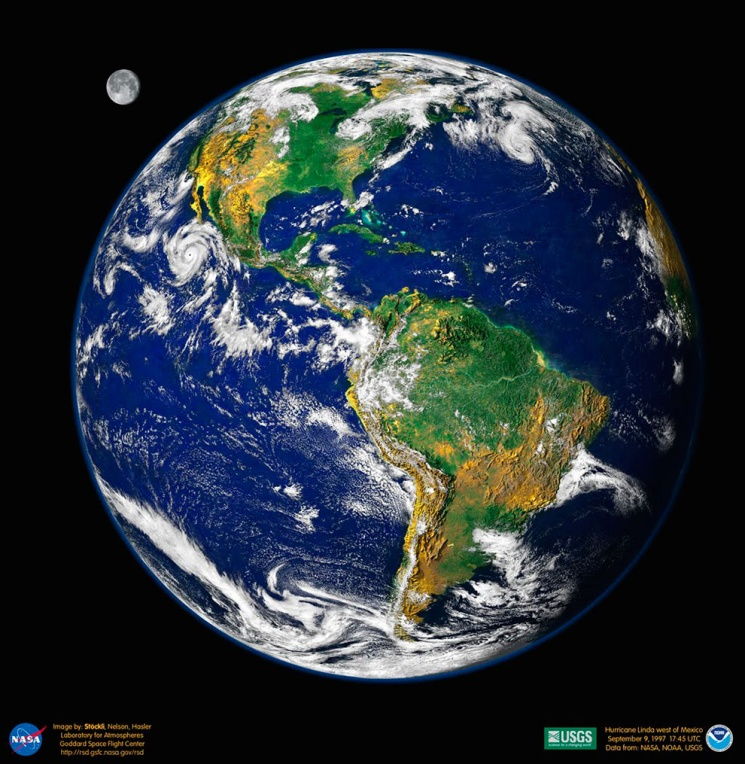 NASA
Image by: Stöckli, Nelson, Hasler
Laboratory for Atmospheres
Goddard Space Flight Center
http://rsd.gsfc.nasa.gov/rsd
USGS
science for a changing world
Hurricane Linda west of Mexico
September 9, 1997 17:45 UTC
Data from: NASA, NOAA, USGS
NOAA